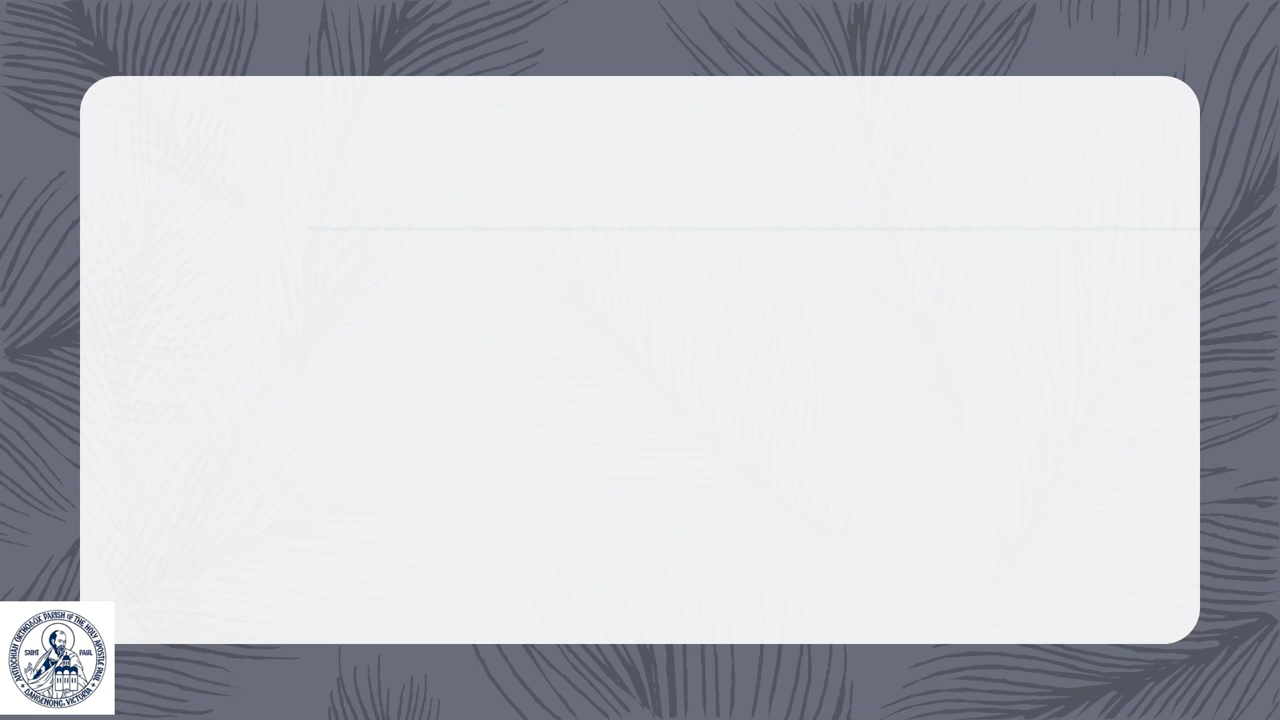 ANTIOCHIAN ORTHODOX PARISH OF THE HOLY APOSTLE PAUL
SAINT PAUL
DANDENONG, VICTORIA